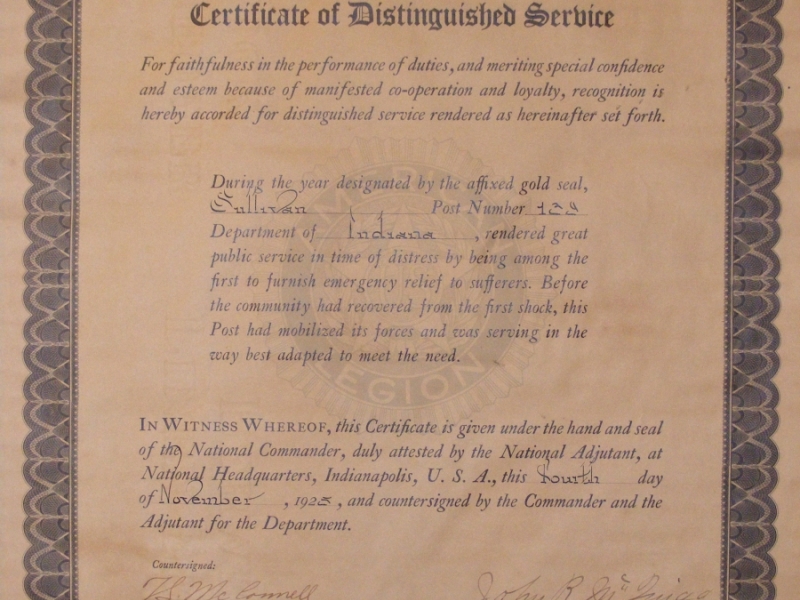 Certificate of Distinguished Service
For faithfulness in the performance of duties, and meriting special confidence
and esteem because of manifested co-operation and loyalty, recognition is
hereby accorded for distinguished service rendered as hereinafter set forth.
During the year designated by the affixed gold seal,
Sullivan Post Number 139
Department of Indiana, rendered great
public service in time of distress by being among the
first to furnish emergency relief to sufferers. Before
the community had recovered from the first shock, this
Post had mobilized its forces and was serving in the
way best adapted to meet the need.
LEGION
IN WITNESS WHEREOF, this Certificate is given under the hand and seal
of the National Commander, duly attested by the National Adjutant, at
National Headquarters, Indianapolis, U. S. A., this fourth day
of November, 1925, and countersigned by the Commander and the
Adjutant for the Department.
Countersigned:
John R.